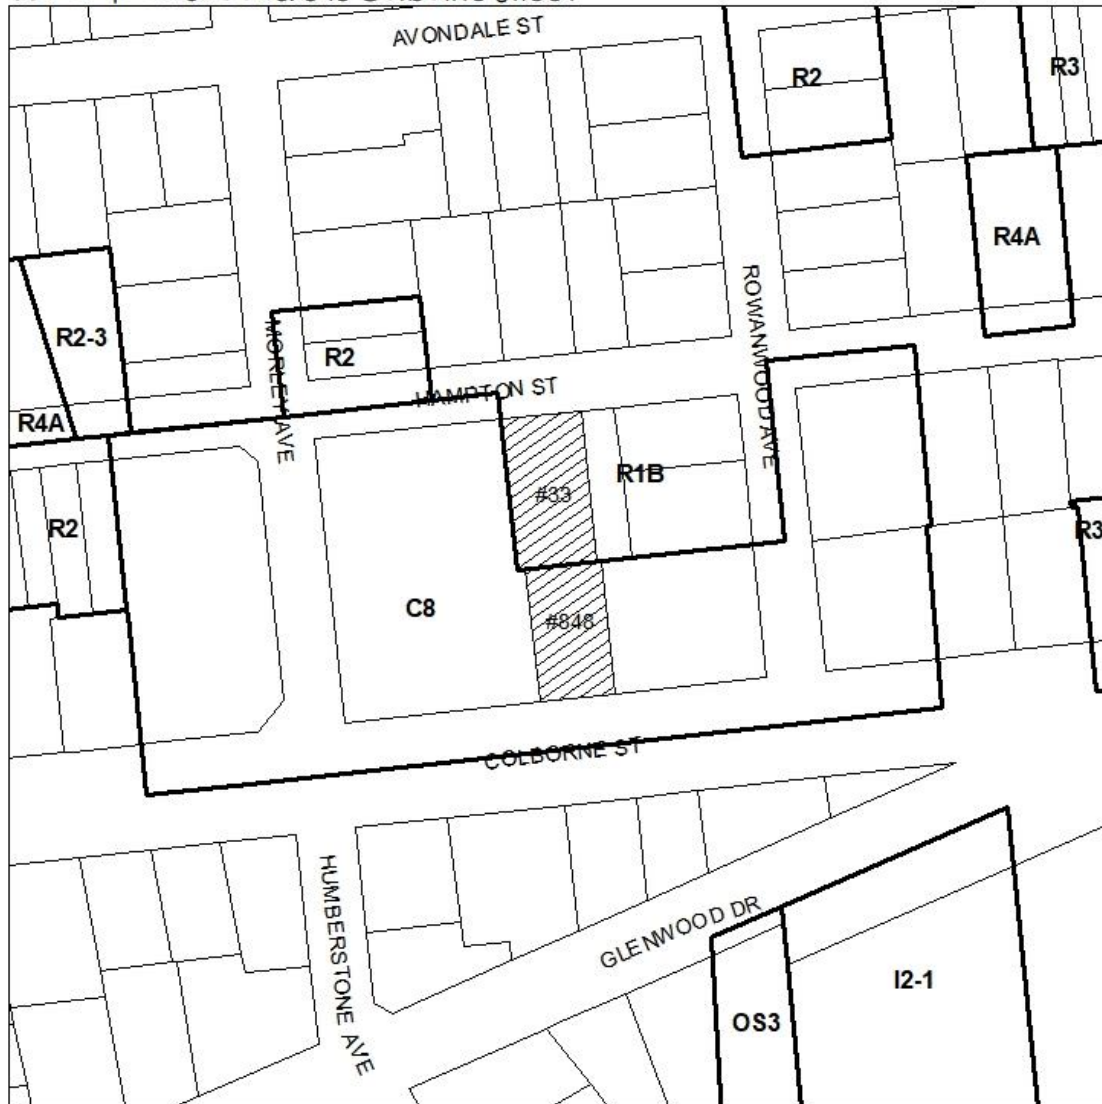 AVONDALE ST
R2
R3
R4A
ROWANWOOD AVE
R2-3
MORLEY AVE
R2
HAMPTON ST
R4A
R1B
#33
R2
R3
C8
#848
COLBORNE ST
HUMBERSTONE AVE
GLENWOOD DR
I2-1
OS3